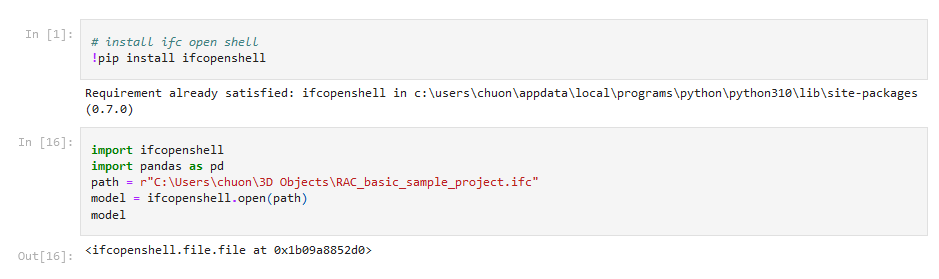 In [1]:
# install ifc open shell
!pip install ifcopenshell
Requirement already satisfied: ifcopenshell in c:\users\chuon\appdata\local\programs\python\python310\lib\site-packages
(0.7.0)
In [16]:
import ifcopenshell
import pandas as pd
path = r"C:\Users\chuon\3D Objects\RAC_basic_sample_project.ifc"
model = ifcopenshell.open(path)
model
Out[16]:
<ifcopenshell.file.file at 0x1b09a8852d0>